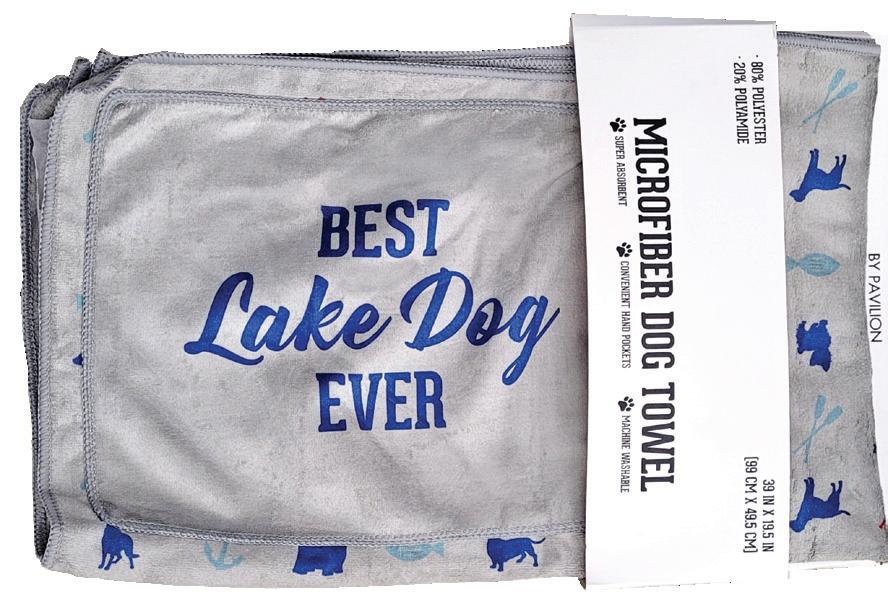 BEST
Lake Dog
EVER
· 80% POLYESTER
· 20% POLYAMIDE
MICROFIBER DOG TOWEL
SUPER ABSORBENT
CONVENIENT HAND POCKETS
MACHINE WASHABLE
39 IN X 19.5 IN
(99 CM X 49.5 CM)
BY PAVILION